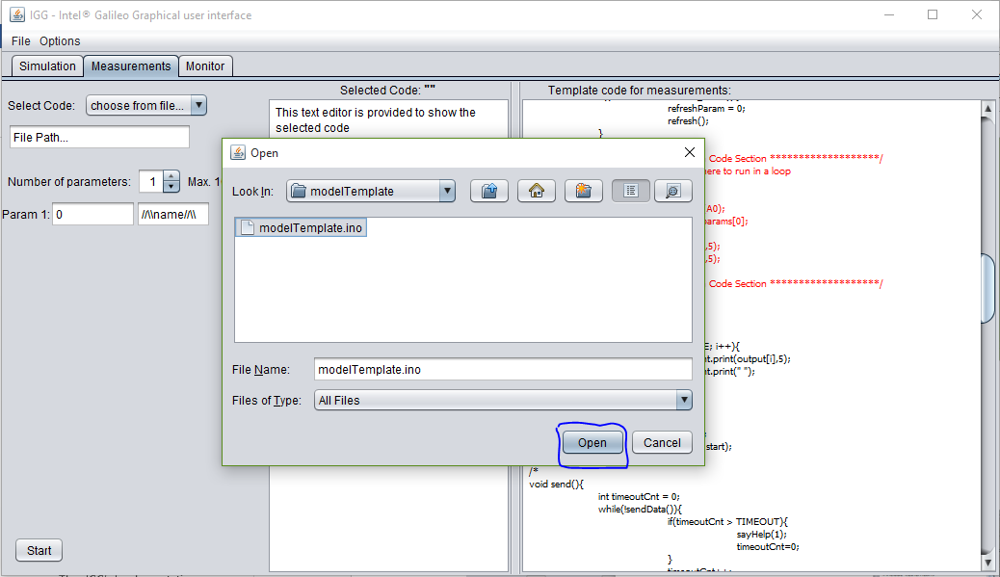 IGG - Intel® Galileo Graphical user interface
File Options
Simulation Measurements Monitor
Select Code: choose from file...
File Path...
Number of parameters: 1 Max. 1
Param 1: 0 //\\name//\\
Start
Selected Code: ""
This text editor is provided to show the
selected code
Template code for measurements:
refreshParam = 0;
refresh();
}
Code Section *******************/
here to run in a loop
A0);
params[0];
,5);
,5);
Code Section *******************/
E; i++){
nt.print(output[i],5);
nt.print(" ");
start);
/*
void send(){
int timeoutCnt = 0;
while(!sendData()){
if(timeoutCnt > TIMEOUT){
sayHelp(1);
timeoutCnt=0;
}
Open
Look In: modelTemplate
modelTemplate.ino
File Name: modelTemplate.ino
Files of Type: All Files
Open Cancel